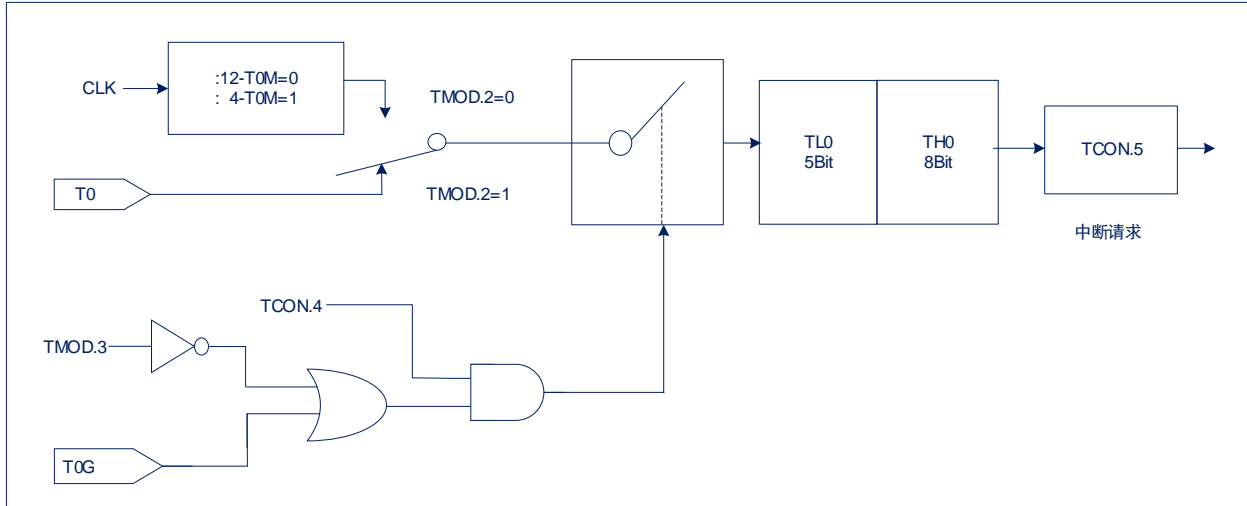 :12-T0M=0
: 4-T0M=1
CLK
TMOD.2=0
TMOD.2=1
T0
TL0
5Bit
TH0
8Bit
TCON.5
中断请求
TCON.4
TMOD.3
T0G